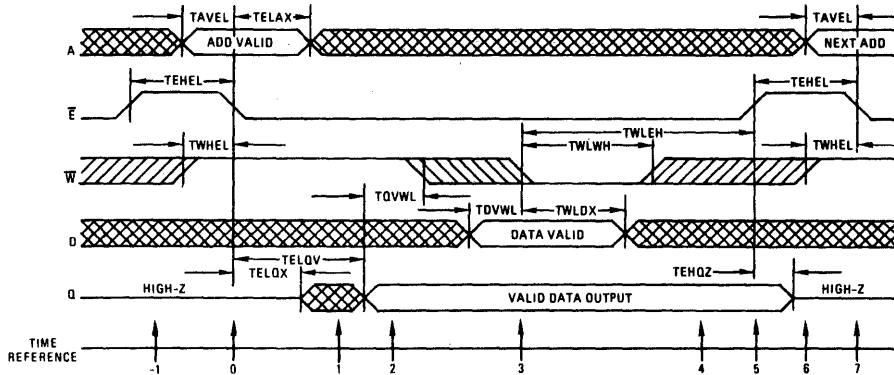 TAVEL TELAX TAVEL
A ADD VALID NEXT ADD
TEHEL TEHEL
E
TWLEH
TWHEL TWLWH TWHEL
W
TQVWL TDVWL TWLDX
D DATA VALID
TELQV
TELQX TEHQZ
Q HIGH-Z VALID DATA OUTPUT HIGH-Z
TIME
REFERENCE
-1 0 1 2 3 4 5 6 7